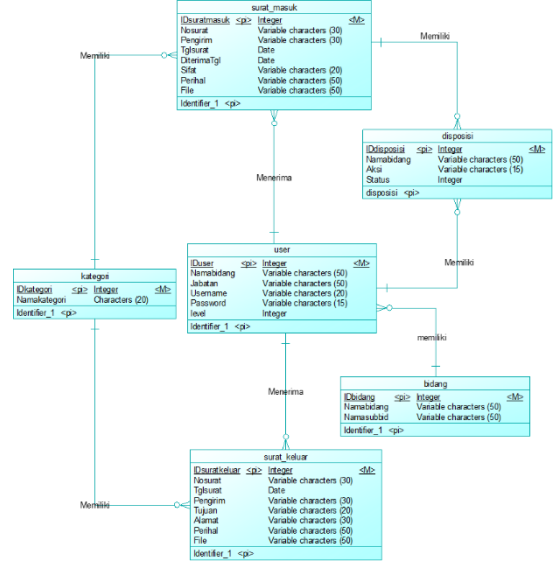 surat_masuk
IDsuratmasuk <pi> Integer <M>
Nosurat Variable characters (30)
Pengirim Variable characters (30)
Tglsurat Date
DiterimaTgl Date
Sifat Variable characters (20)
Perihal Variable characters (50)
File Variable characters (50)
Identifier_1 <pi>
Memiliki
Memiliki
disposisi
IDdisposisi <pi> Integer <M>
Namabidang Variable characters (50)
Aksi Variable characters (15)
Status Integer
disposisi <pi>
Menerima
user
IDuser <pi> Integer <M>
Namabidang Variable characters (50)
Jabatan Variable characters (50)
Username Variable characters (20)
Password Variable characters (15)
level Integer
Identifier_1 <pi>
Memiliki
kategori
IDkategori <pi> Integer <M>
Namakategori Characters (20)
Identifier_1 <pi>
memiliki
bidang
IDbidang <pi> Integer <M>
Namabidang Variable characters (50)
Namasubbid Variable characters (50)
Identifier_1 <pi>
Menerima
surat_keluar
IDsuratkeluar <pi> Integer <M>
Nosurat Variable characters (30)
Tglsurat Date
Pengirim Variable characters (30)
Tujuan Variable characters (20)
Alamat Variable characters (30)
Perihal Variable characters (50)
File Variable characters (50)
Identifier_1 <pi>
Memiliki